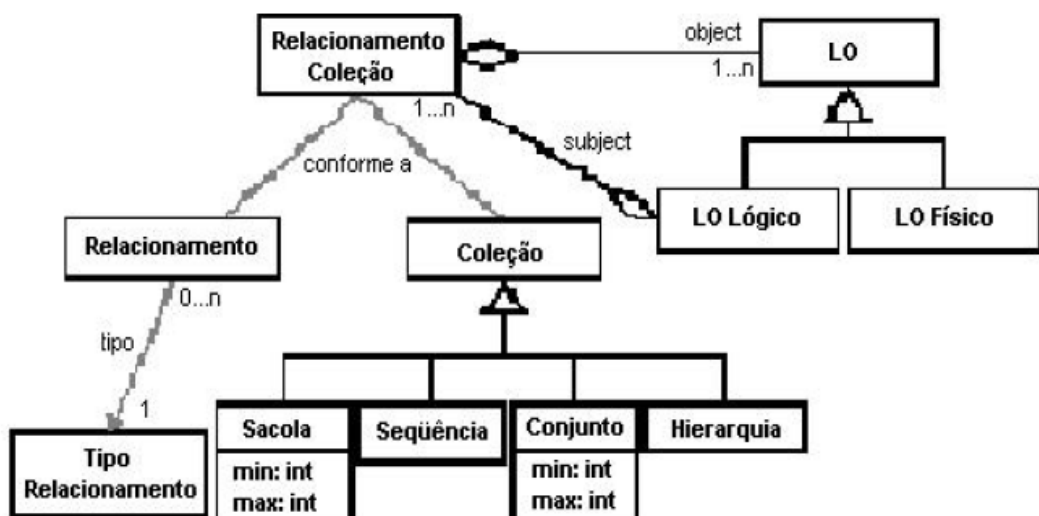 Relacionamento
Coleção
object
1...n
LO
1...n
subject
conforme a
LO Lógico
LO Físico
Relacionamento
Coleção
0...n
tipo
1
Tipo
Relacionamento
Sacola
min: int
max: int
Seqüência
Conjunto
min: int
max: int
Hierarquia